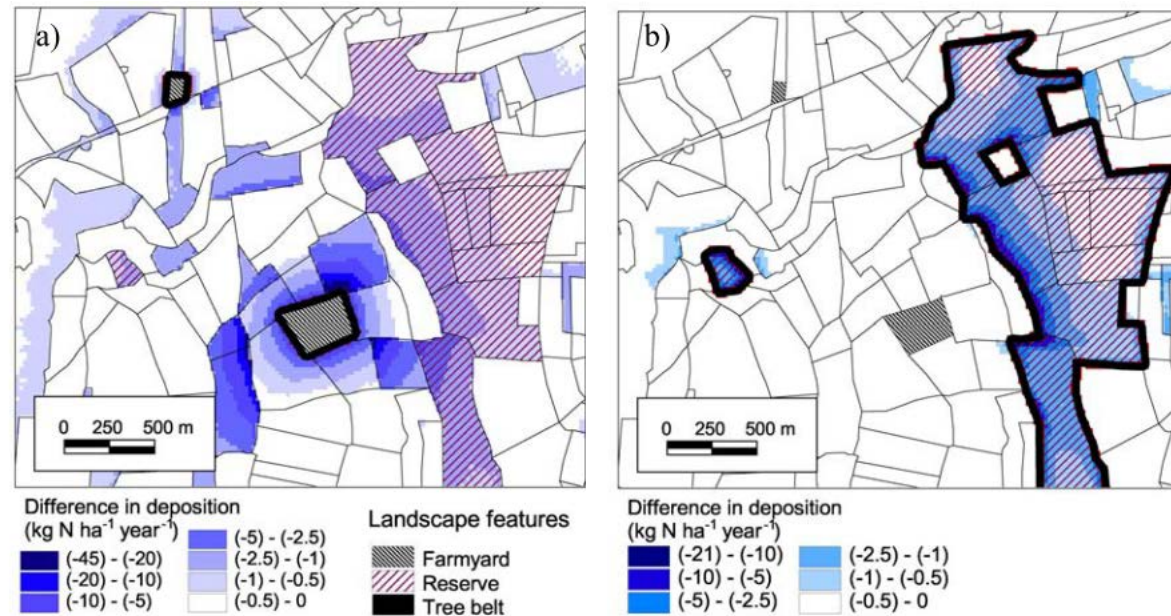 a)
b)
0 250 500 m
0 250 500 m
Difference in deposition
(kg N ha⁻¹ year⁻¹)
(-45) - (-20)
(-20) - (-10)
(-10) - (-5)
(-5) - (-2.5)
(-2.5) - (-1)
(-1) - (-0.5)
(-0.5) - 0
Landscape features
Farmyard
Reserve
Tree belt
Difference in deposition
(kg N ha⁻¹ year⁻¹)
(-21) - (-10)
(-10) - (-5)
(-5) - (-2.5)
(-2.5) - (-1)
(-1) - (-0.5)
(-0.5) - 0